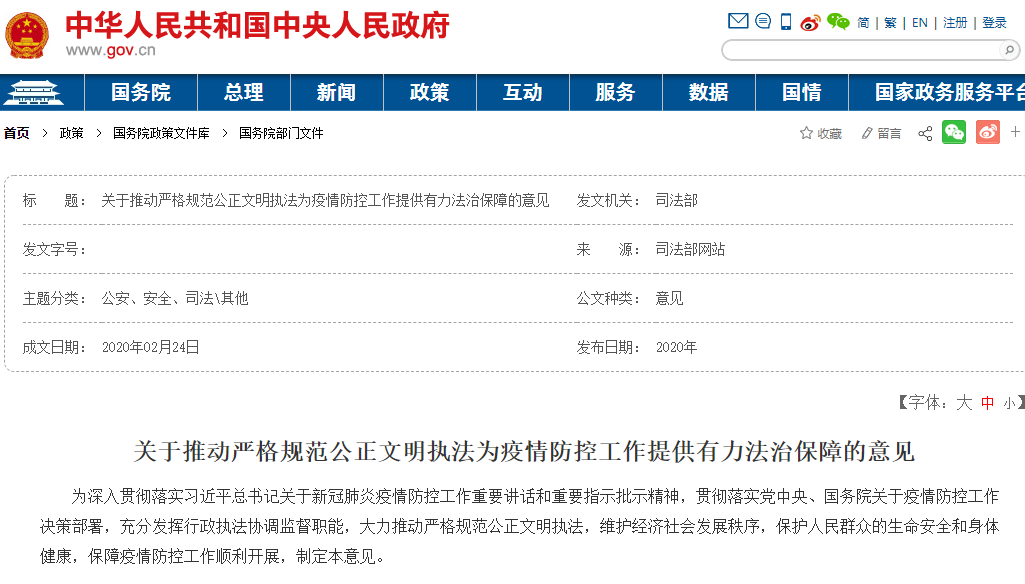 中华人民共和国中央人民政府
www.gov.cn
简 | 繁 | EN | 注册 | 登录
国务院 总理 新闻 政策 互动 服务 数据 国情 国家政务服务平台
首页 > 政策 > 国务院政策文件库 > 国务院部门文件
收藏 留言
标 题： 关于推动严格规范公正文明执法为疫情防控工作提供有力法治保障的意见 发文机关： 司法部
发文字号： 来 源： 司法部网站
主题分类： 公安、安全、司法\其他 公文种类： 意见
成文日期： 2020年02月24日 发布日期： 2020年
【字体：大 中 小】
关于推动严格规范公正文明执法为疫情防控工作提供有力法治保障的意见
为深入贯彻落实习近平总书记关于新冠肺炎疫情防控工作重要讲话和重要指示批示精神，贯彻落实党中央、国务院关于疫情防控工作
决策部署，充分发挥行政执法协调监督职能，大力推动严格规范公正文明执法，维护经济社会发展秩序，保护人民群众的生命安全和身体
健康，保障疫情防控工作顺利开展，制定本意见。